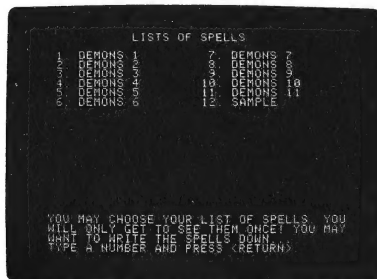 LISTS OF SPELLS
1. DEMONS 1 7. DEMONS 7
2. DEMONS 2 8. DEMONS 8
3. DEMONS 3 9. DEMONS 9
4. DEMONS 4 10. DEMONS 10
5. DEMONS 5 11. DEMONS 11
6. DEMONS 6 12. SAMPLE
YOU MAY CHOOSE YOUR LIST OF SPELLS. YOU
WILL ONLY GET TO SEE THEM ONCE! YOU MAY
WANT TO WRITE THE SPELLS DOWN...
TYPE A NUMBER AND PRESS <RETURN>